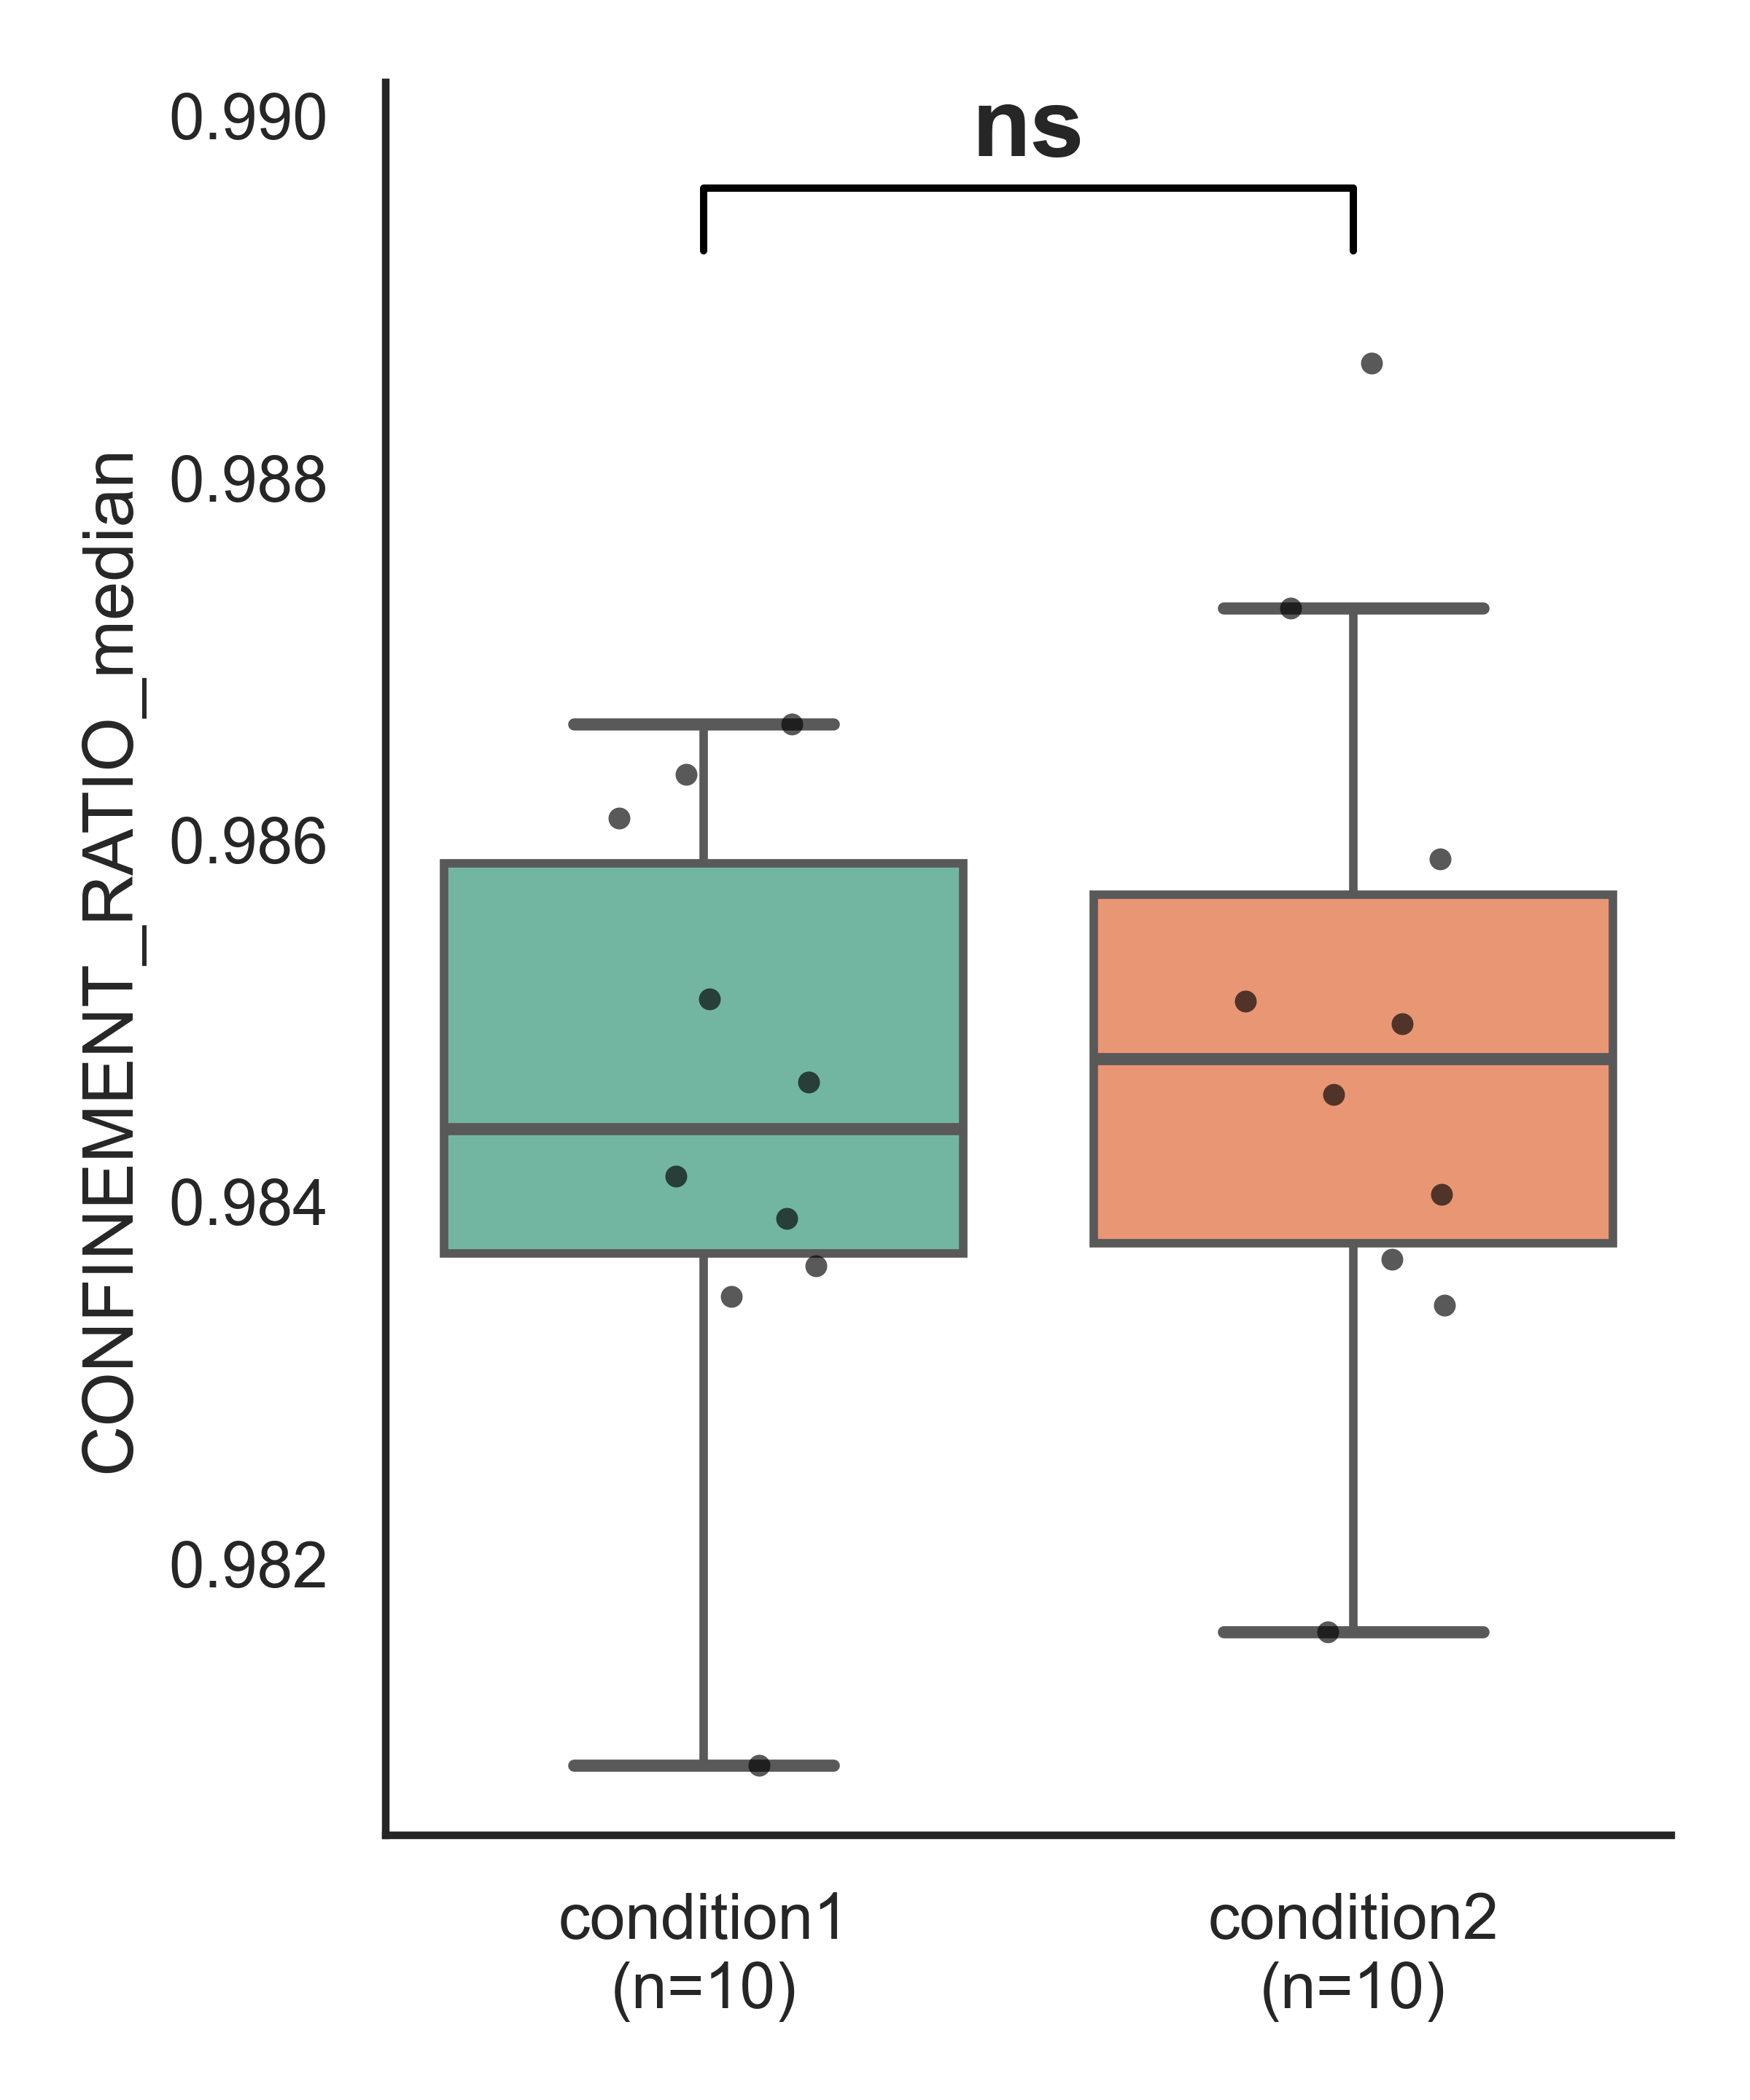 0.990
0.988
0.986
0.984
0.982
CONFINEMENT_RATIO_median
ns
condition1
(n=10)
condition2
(n=10)